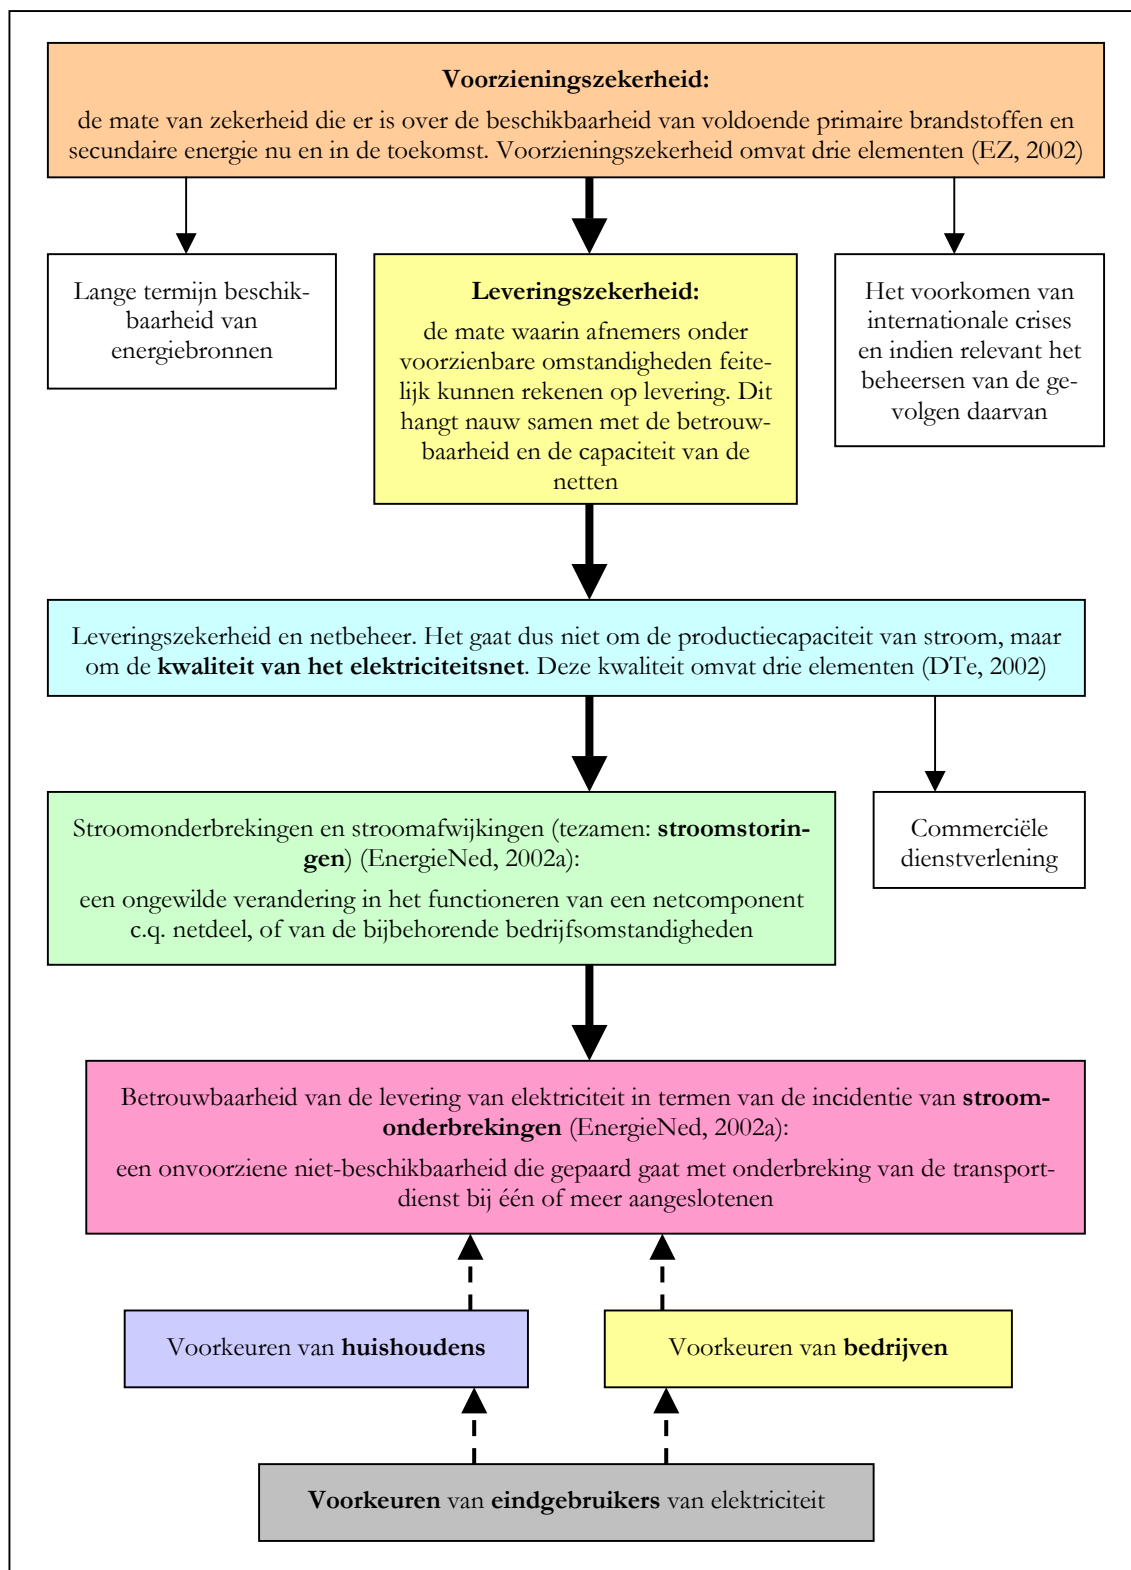 Voorzieningszekerheid:
de mate van zekerheid die er is over de beschikbaarheid van voldoende primaire brandstoffen en
secundaire energie nu en in de toekomst. Voorzieningszekerheid omvat drie elementen (EZ, 2002)
Lange termijn beschik-
baarheid van
energiebronnen
Leveringszekerheid:
de mate waarin afnemers onder
voorzienbare omstandigheden feite-
lijk kunnen rekenen op levering. Dit
hangt nauw samen met de betrouw-
baarheid en de capaciteit van de
netten
Het voorkomen van
internationale crises
en indien relevant het
beheersen van de ge-
volgen daarvan
Leveringszekerheid en netbeheer. Het gaat dus niet om de productiecapaciteit van stroom, maar
om de kwaliteit van het elektriciteitsnet. Deze kwaliteit omvat drie elementen (DTe, 2002)
Stroomonderbrekingen en stroomafwijkingen (tezamen: stroomstorin-
gen) (EnergieNed, 2002a):
een ongewilde verandering in het functioneren van een netcomponent
c.q. netdeel, of van de bijbehorende bedrijfsomstandigheden
Commerciële
dienstverlening
Betrouwbaarheid van de levering van elektriciteit in termen van de incidentie van stroom-
onderbrekingen (EnergieNed, 2002a):
een onvoorziene niet-beschikbaarheid die gepaard gaat met onderbreking van de transport-
dienst bij één of meer aangeslotenen
Voorkeuren van huishoudens
Voorkeuren van bedrijven
Voorkeuren van eindgebruikers van elektriciteit